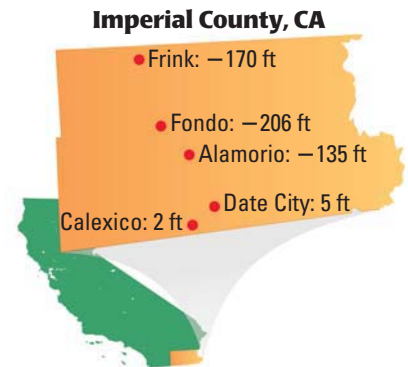 Imperial County, CA
Frink: −170 ft
Fondo: −206 ft
Alamorio: −135 ft
Date City: 5 ft
Calexico: 2 ft